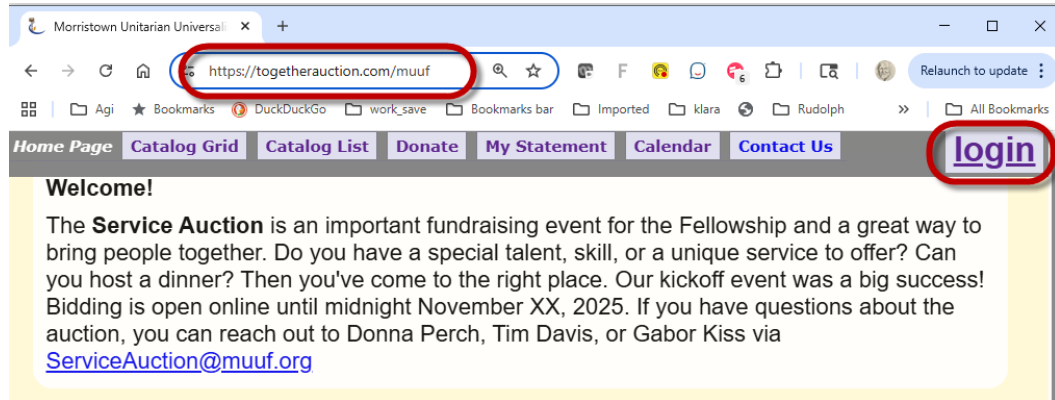 Morristown Unitarian Universali
https://togetherauction.com/muuf
F
6
Relaunch to update
Agi Bookmarks DuckDuckGo work_save Bookmarks bar Imported klara Rudolph » All Bookmarks
Home Page Catalog Grid Catalog List Donate My Statement Calendar Contact Us login
Welcome!
The Service Auction is an important fundraising event for the Fellowship and a great way to
bring people together. Do you have a special talent, skill, or a unique service to offer? Can
you host a dinner? Then you've come to the right place. Our kickoff event was a big success!
Bidding is open online until midnight November XX, 2025. If you have questions about the
auction, you can reach out to Donna Perch, Tim Davis, or Gabor Kiss via
ServiceAuction@muuf.org